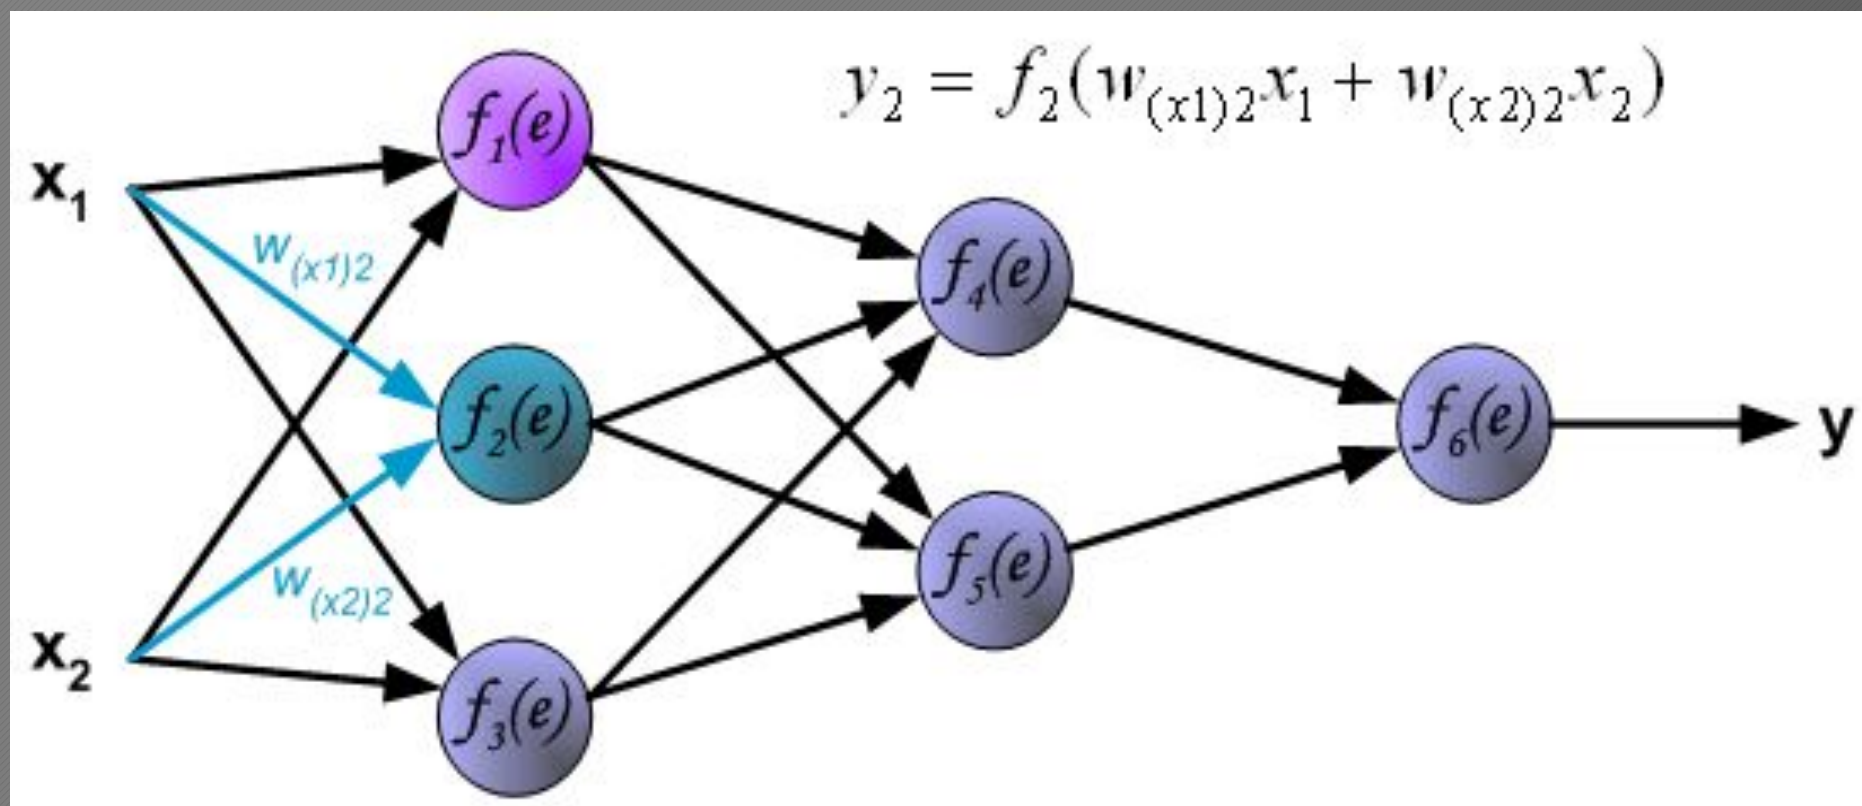 y₂ = f₂(w₍ₓ₁₎₂x₁ + w₍ₓ₂₎₂x₂)
f₁(e)
x₁
w₍ₓ₁₎₂
f₄(e)
f₂(e)
f₆(e)
y
w₍ₓ₂₎₂
f₅(e)
x₂
f₃(e)